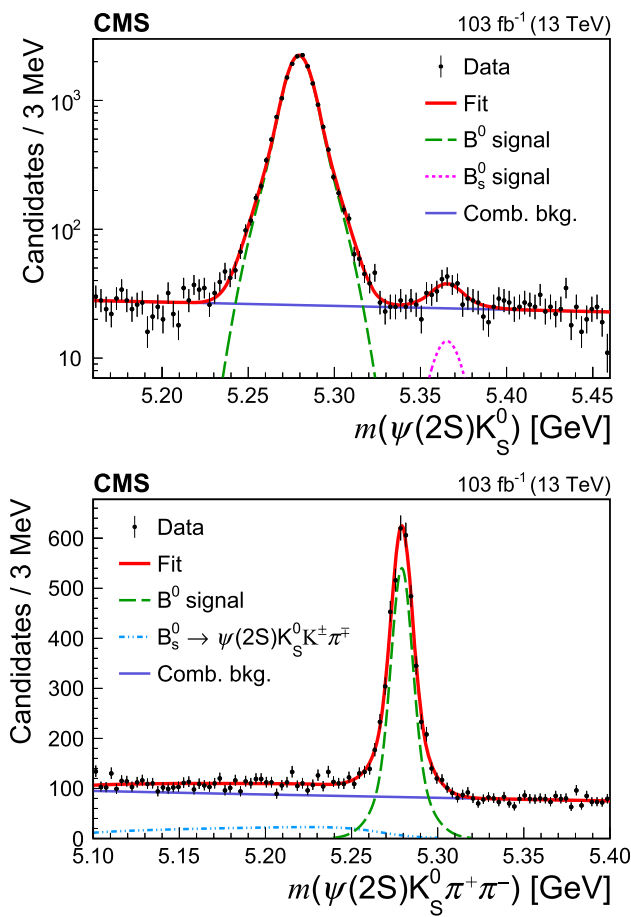 CMS 103 fb⁻¹ (13 TeV)
Candidates / 3 MeV
10³
10²
10
Data
Fit
B⁰ signal
B⁰ₛ signal
Comb. bkg.
5.20 5.25 5.30 5.35 5.40 5.45
m(ψ(2S)K⁰_S) [GeV]
CMS 103 fb⁻¹ (13 TeV)
Candidates / 3 MeV
600
500
400
300
200
100
0
Data
Fit
B⁰ signal
B⁰ₛ → ψ(2S)K⁰_S K±π∓
Comb. bkg.
5.10 5.15 5.20 5.25 5.30 5.35 5.40
m(ψ(2S)K⁰_S π⁺π⁻) [GeV]